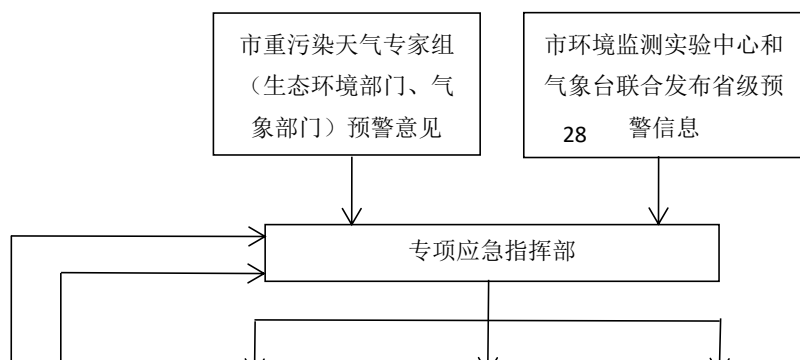 市重污染天气专家组
（生态环境部门、气
象部门）预警意见
市环境监测实验中心和
气象台联合发布省级预
警信息
28
专项应急指挥部